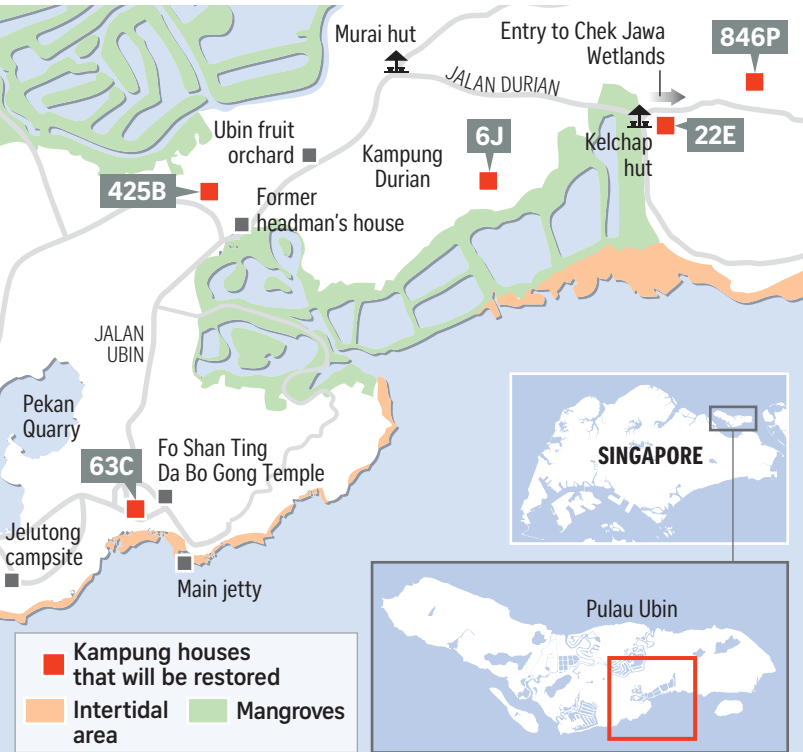 Murai hut
Entry to Chek Jawa
Wetlands
846P
JALAN DURIAN
Ubin fruit
orchard
Kampung
Durian
6J
Kelchap
hut
22E
425B
Former
headman's house
JALAN
UBIN
Pekan
Quarry
63C
Fo Shan Ting
Da Bo Gong Temple
Jelutong
campsite
Main jetty
SINGAPORE
Pulau Ubin
Kampung houses
that will be restored
Intertidal
area
Mangroves